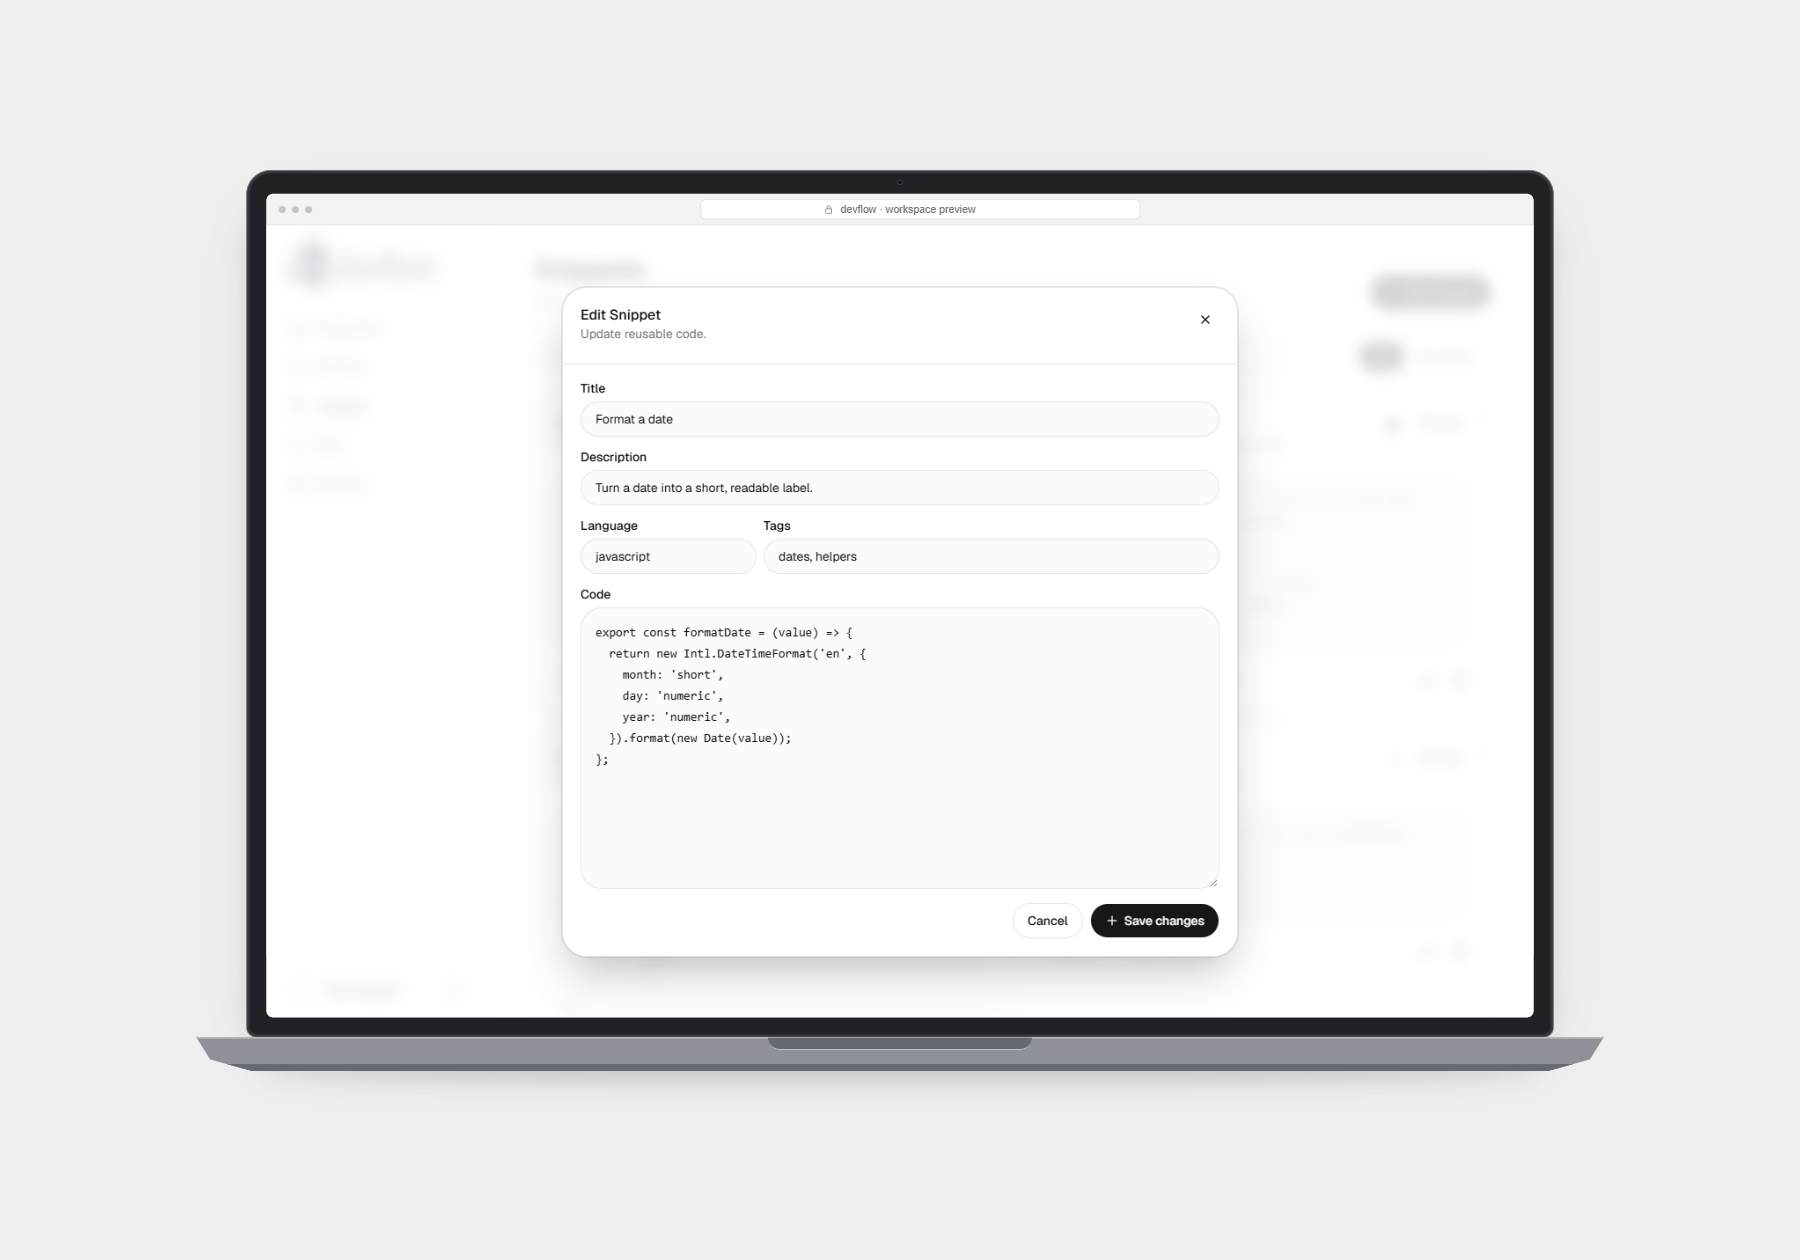 devflow · workspace preview
Edit Snippet
Update reusable code.
Title
Format a date
Description
Turn a date into a short, readable label.
Language
Tags
javascript
dates, helpers
Code
export const formatDate = (value) => {
  return new Intl.DateTimeFormat('en', {
    month: 'short',
    day: 'numeric',
    year: 'numeric',
  }).format(new Date(value));
};
Cancel
+ Save changes